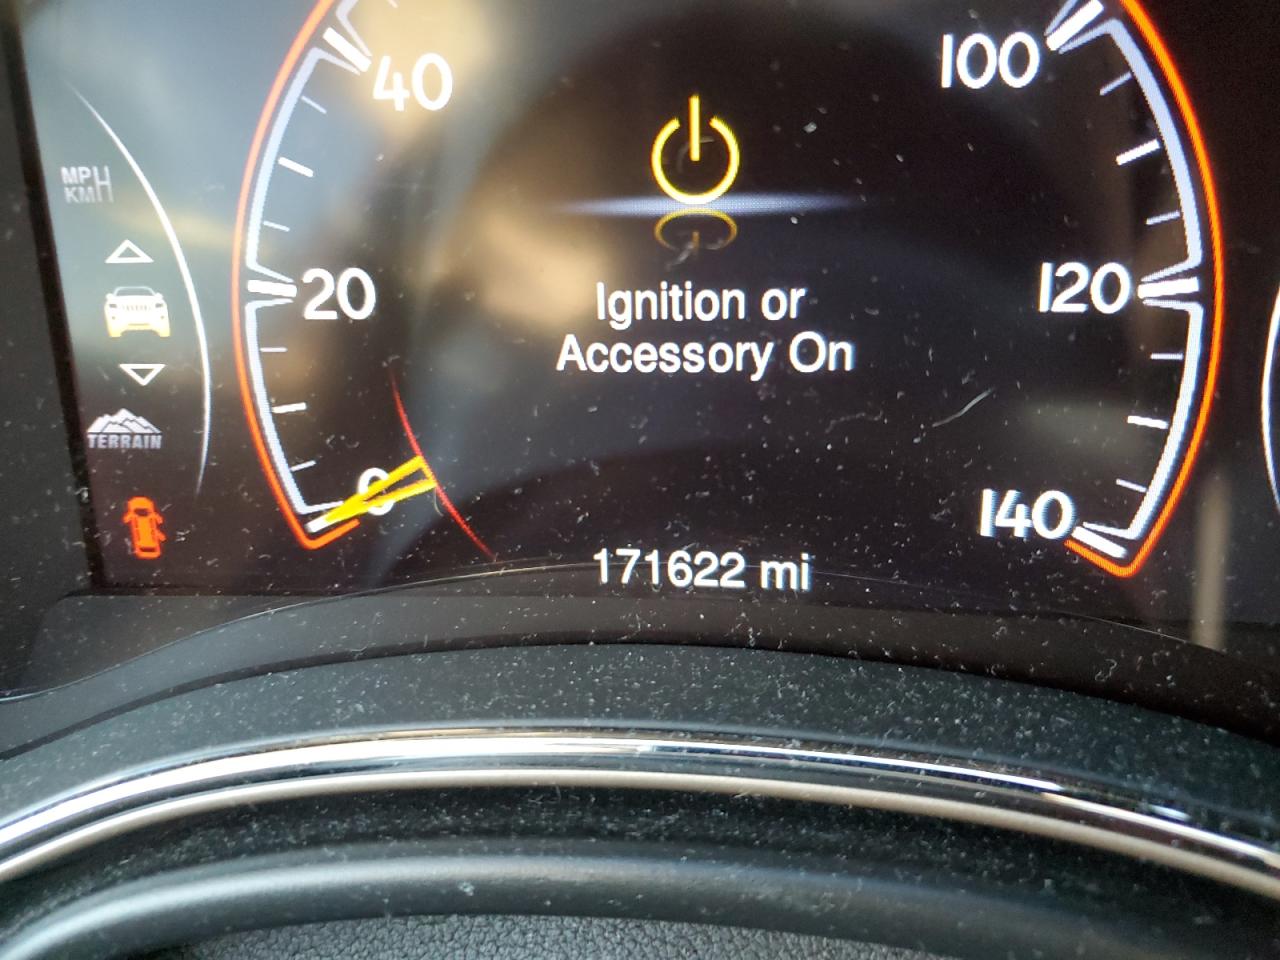 40
100
MPH
KMH
20
120
Ignition or
Accessory On
TERRAIN
0
140
171622 mi